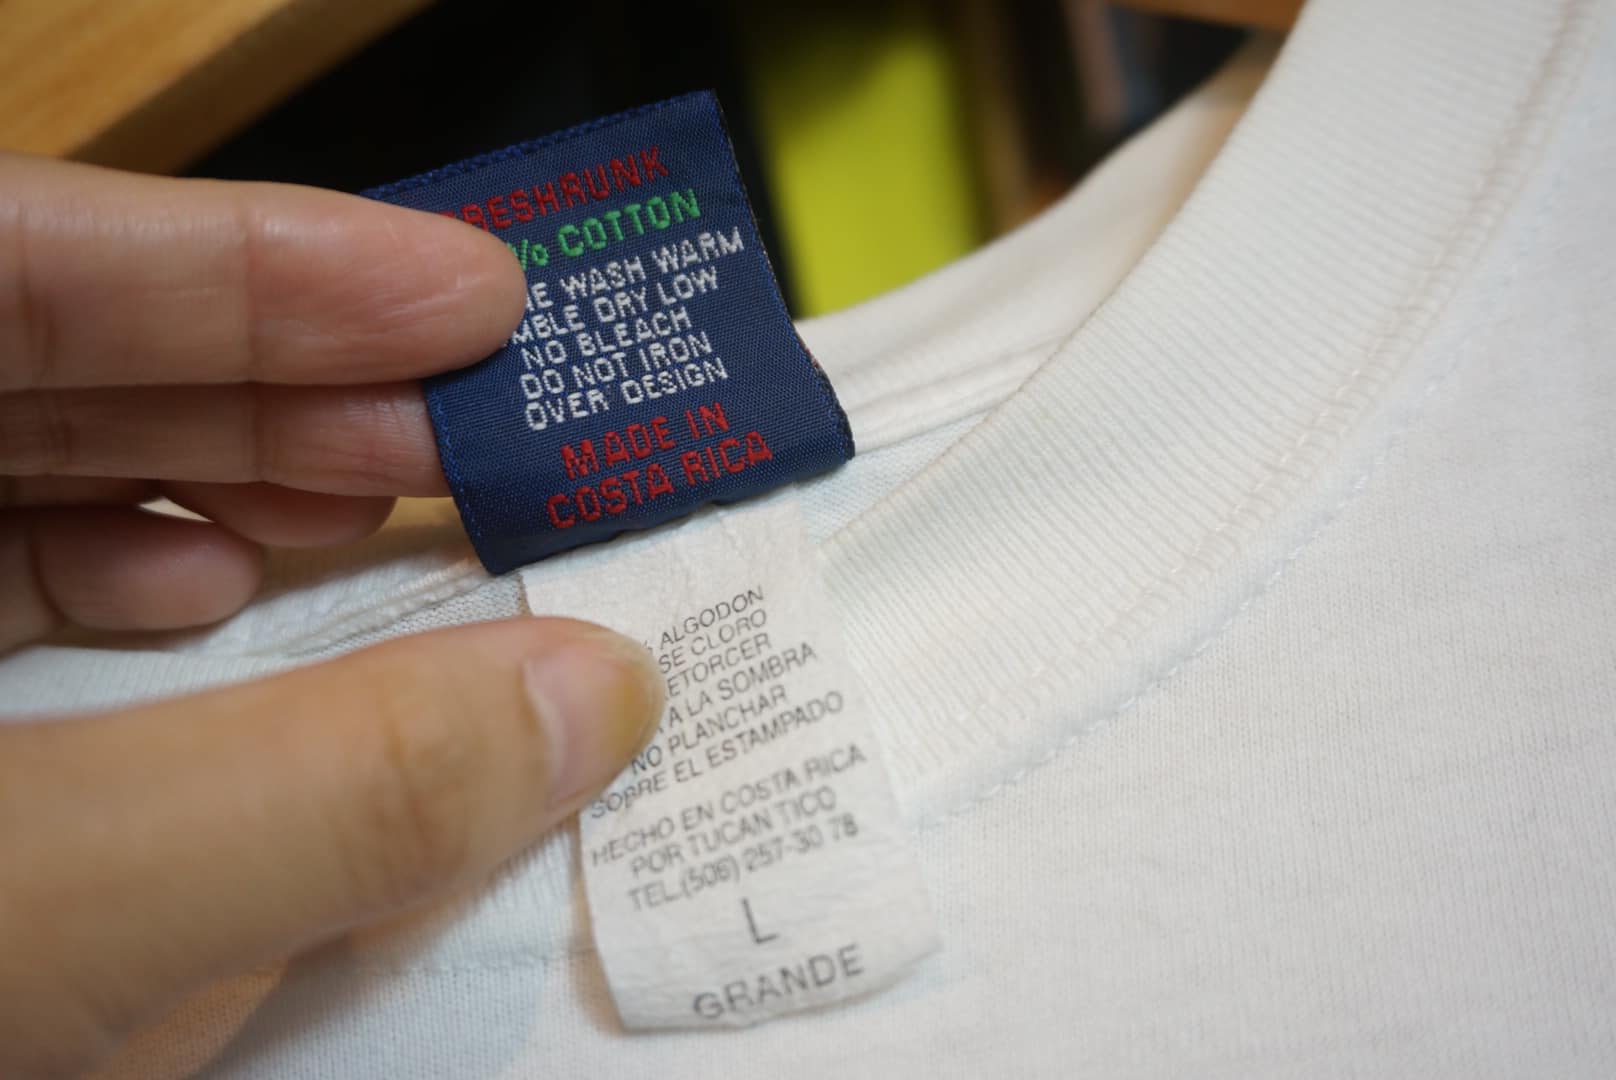 PRESHRUNK
% COTTON
WASH WARM
DRY LOW
NO BLEACH
DO NOT IRON
OVER DESIGN
MADE IN
COSTA RICA
% ALGODON
SE CLORO
RETORCER
A LA SOMBRA
NO PLANCHAR
SOBRE EL ESTAMPADO
HECHO EN COSTA RICA
POR TUCAN TICO
TEL.(506) 257-30 78
L
GRANDE